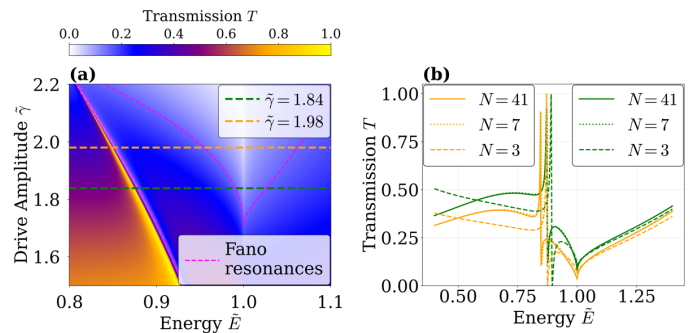 Transmission T
0.0 0.2 0.4 0.6 0.8 1.0
(a)
Drive Amplitude γ̃
2.2
2.0
1.8
1.6
γ̃ = 1.84
γ̃ = 1.98
Fano
resonances
0.8 0.9 1.0 1.1
Energy Ẽ
(b)
Transmission T
1.00
0.75
0.50
0.25
0.00
N = 41
N = 7
N = 3
N = 41
N = 7
N = 3
0.50 0.75 1.00 1.25
Energy Ẽ